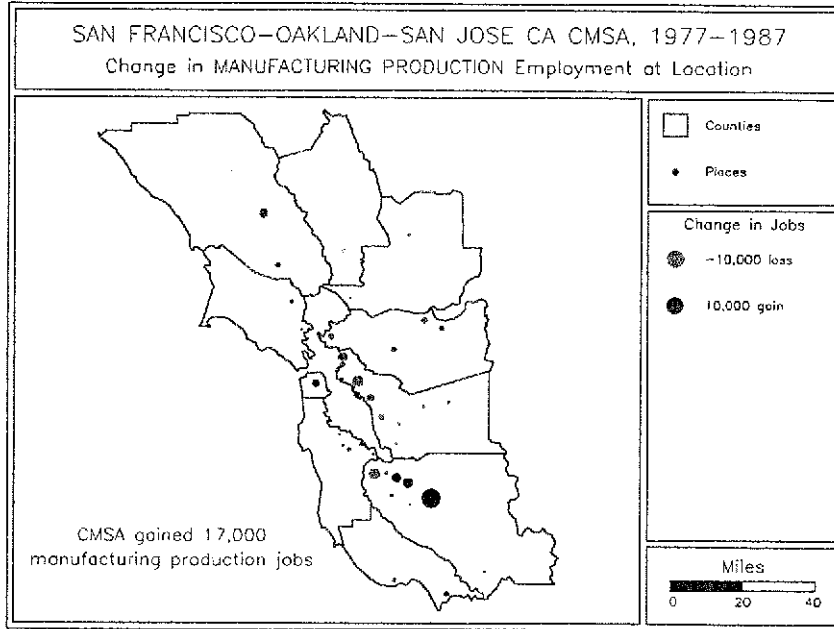 SAN FRANCISCO-OAKLAND-SAN JOSE CA CMSA, 1977-1987
Change in MANUFACTURING PRODUCTION Employment at Location
Counties
Places
Change in Jobs
-10,000 loss
10,000 gain
CMSA gained 17,000
manufacturing production jobs
Miles
0 20 40